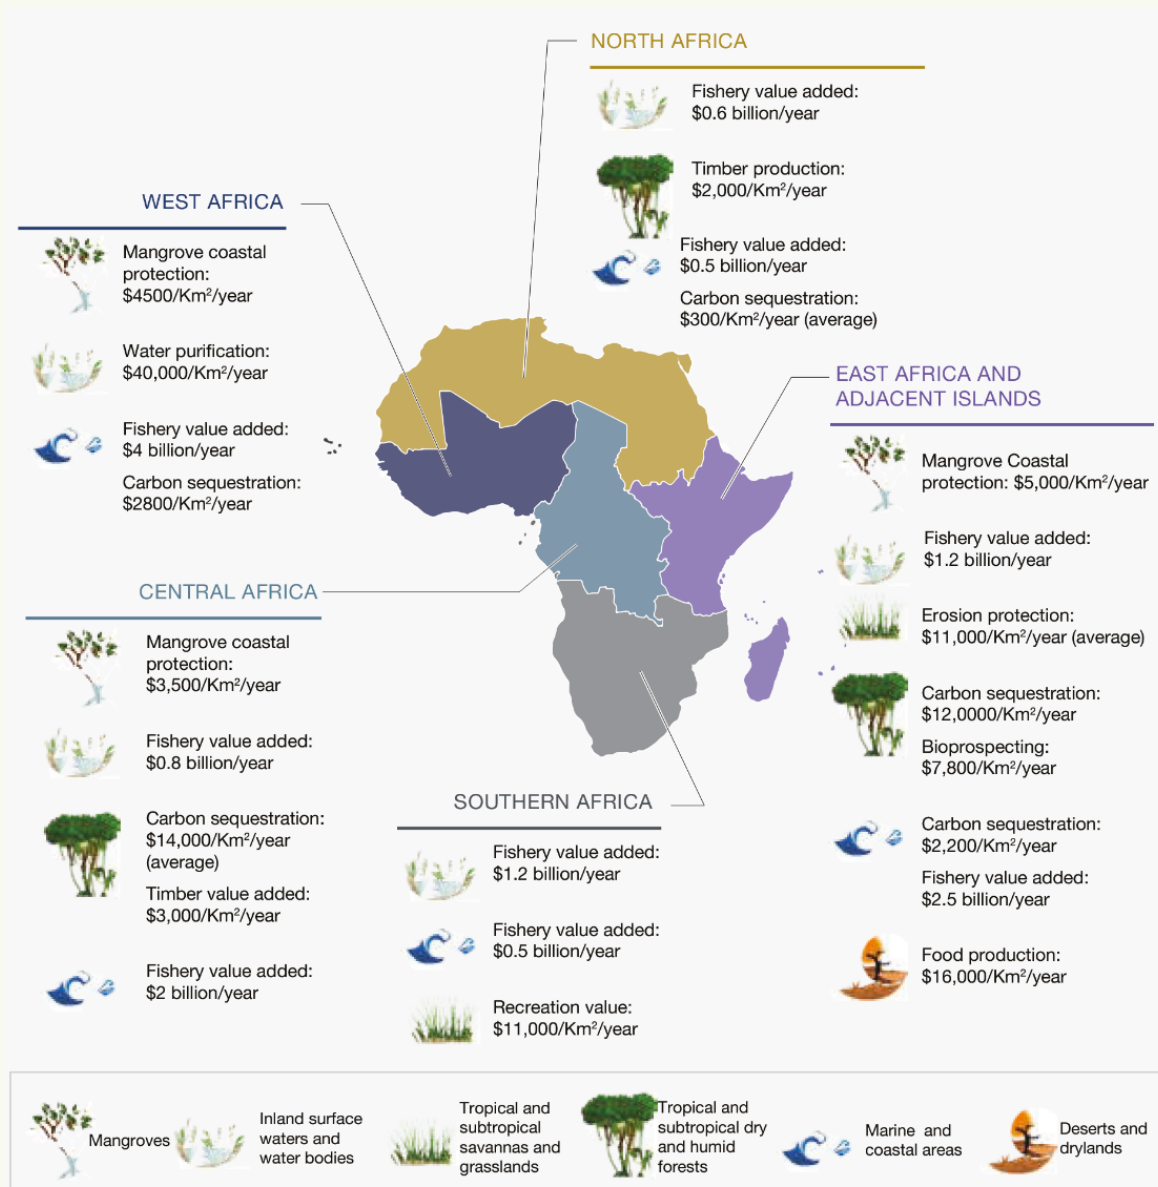 NORTH AFRICA
Fishery value added:
$0.6 billion/year
Timber production:
$2,000/Km²/year
Fishery value added:
$0.5 billion/year
Carbon sequestration:
$300/Km²/year (average)
WEST AFRICA
Mangrove coastal
protection:
$4500/Km²/year
Water purification:
$40,000/Km²/year
Fishery value added:
$4 billion/year
Carbon sequestration:
$2800/Km²/year
EAST AFRICA AND
ADJACENT ISLANDS
Mangrove Coastal
protection: $5,000/Km²/year
Fishery value added:
$1.2 billion/year
Erosion protection:
$11,000/Km²/year (average)
Carbon sequestration:
$12,0000/Km²/year
Bioprospecting:
$7,800/Km²/year
Carbon sequestration:
$2,200/Km²/year
Fishery value added:
$2.5 billion/year
Food production:
$16,000/Km²/year
CENTRAL AFRICA
Mangrove coastal
protection:
$3,500/Km²/year
Fishery value added:
$0.8 billion/year
Carbon sequestration:
$14,000/Km²/year
(average)
Timber value added:
$3,000/Km²/year
Fishery value added:
$2 billion/year
SOUTHERN AFRICA
Fishery value added:
$1.2 billion/year
Fishery value added:
$0.5 billion/year
Recreation value:
$11,000/Km²/year
Mangroves
Inland surface
waters and
water bodies
Tropical and
subtropical
savannas and
grasslands
Tropical and
subtropical dry
and humid
forests
Marine and
coastal areas
Deserts and
drylands